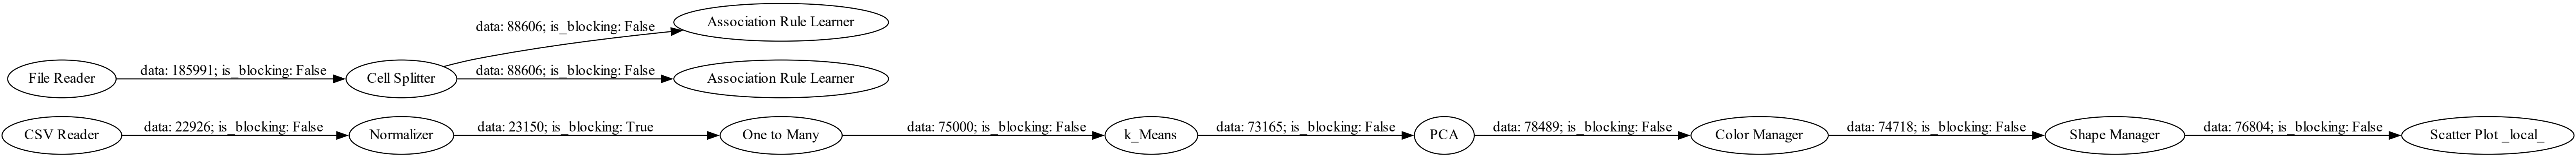 Association Rule Learner
data: 88606; is_blocking: False
File Reader
data: 185991; is_blocking: False
Cell Splitter
data: 88606; is_blocking: False
Association Rule Learner
CSV Reader
data: 22926; is_blocking: False
Normalizer
data: 23150; is_blocking: True
One to Many
data: 75000; is_blocking: False
k_Means
data: 73165; is_blocking: False
PCA
data: 78489; is_blocking: False
Color Manager
data: 74718; is_blocking: False
Shape Manager
data: 76804; is_blocking: False
Scatter Plot _local_